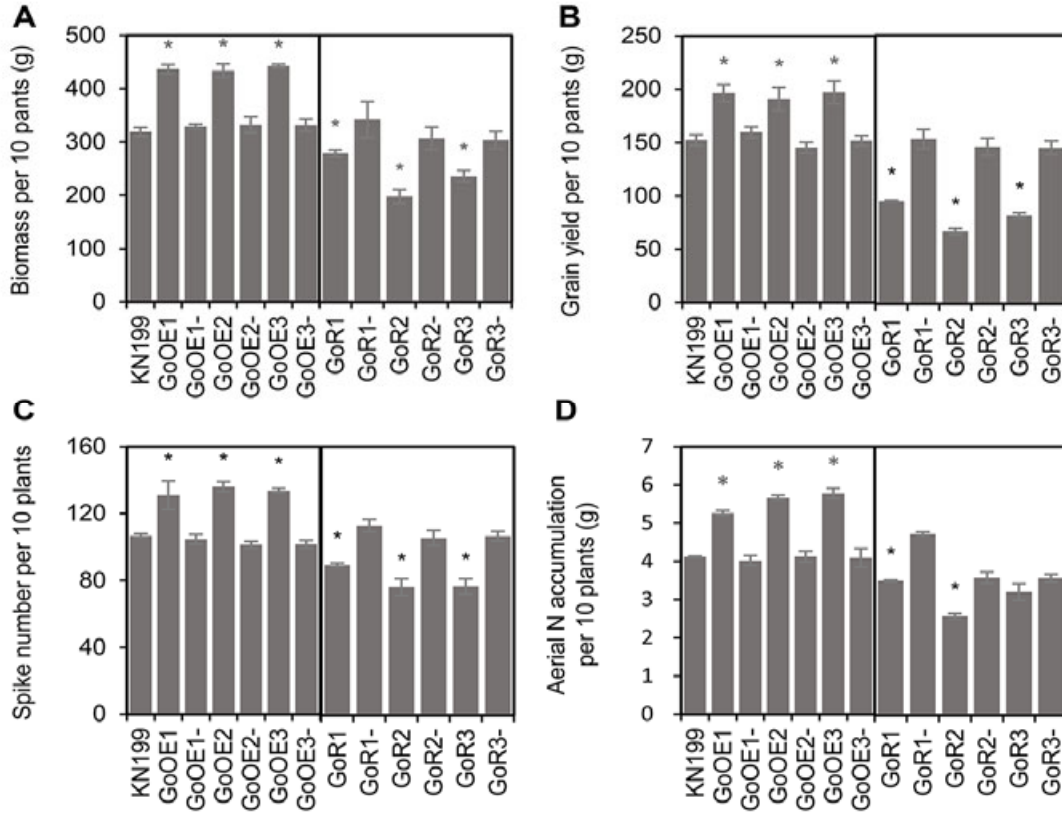 A
Biomass per 10 pants (g)
500
400
300
200
100
0
* * * * * *
KN199 GoOE1 GoOE1- GoOE2 GoOE2- GoOE3 GoOE3- GoR1 GoR1- GoR2 GoR2- GoR3 GoR3-
B
Grain yield per 10 pants (g)
250
200
150
100
50
0
* * * * * *
KN199 GoOE1 GoOE1- GoOE2 GoOE2- GoOE3 GoOE3- GoR1 GoR1- GoR2 GoR2- GoR3 GoR3-
C
Spike number per 10 plants
160
120
80
40
0
* * * * * *
KN199 GoOE1 GoOE1- GoOE2 GoOE2- GoOE3 GoOE3- GoR1 GoR1- GoR2 GoR2- GoR3 GoR3-
D
Aerial N accumulation
per 10 plants (g)
7
6
5
4
3
2
1
0
* * * * *
KN199 GoOE1 GoOE1- GoOE2 GoOE2- GoOE3 GoOE3- GoR1 GoR1- GoR2 GoR2- GoR3 GoR3-